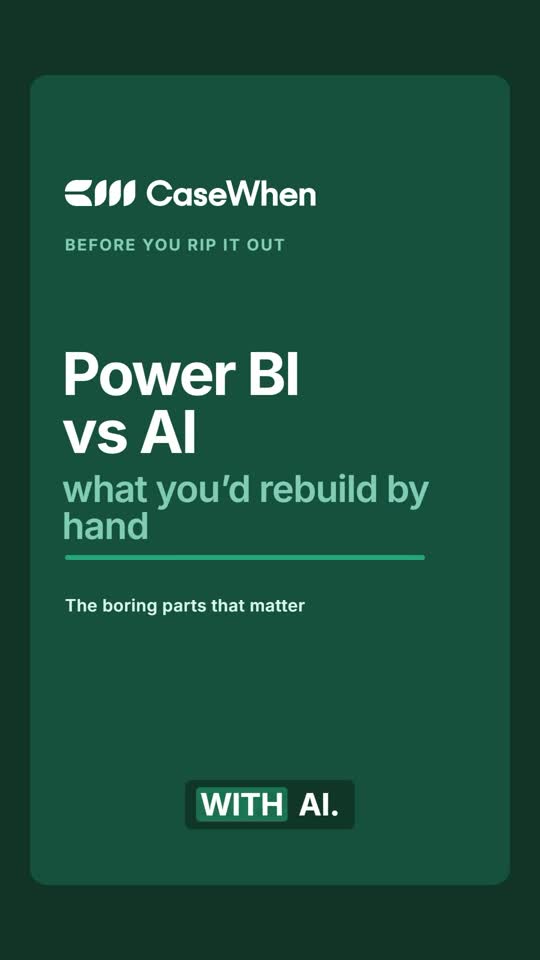 CaseWhen
BEFORE YOU RIP IT OUT
Power BI
vs AI
what you’d rebuild by
hand
The boring parts that matter
WITH AI.